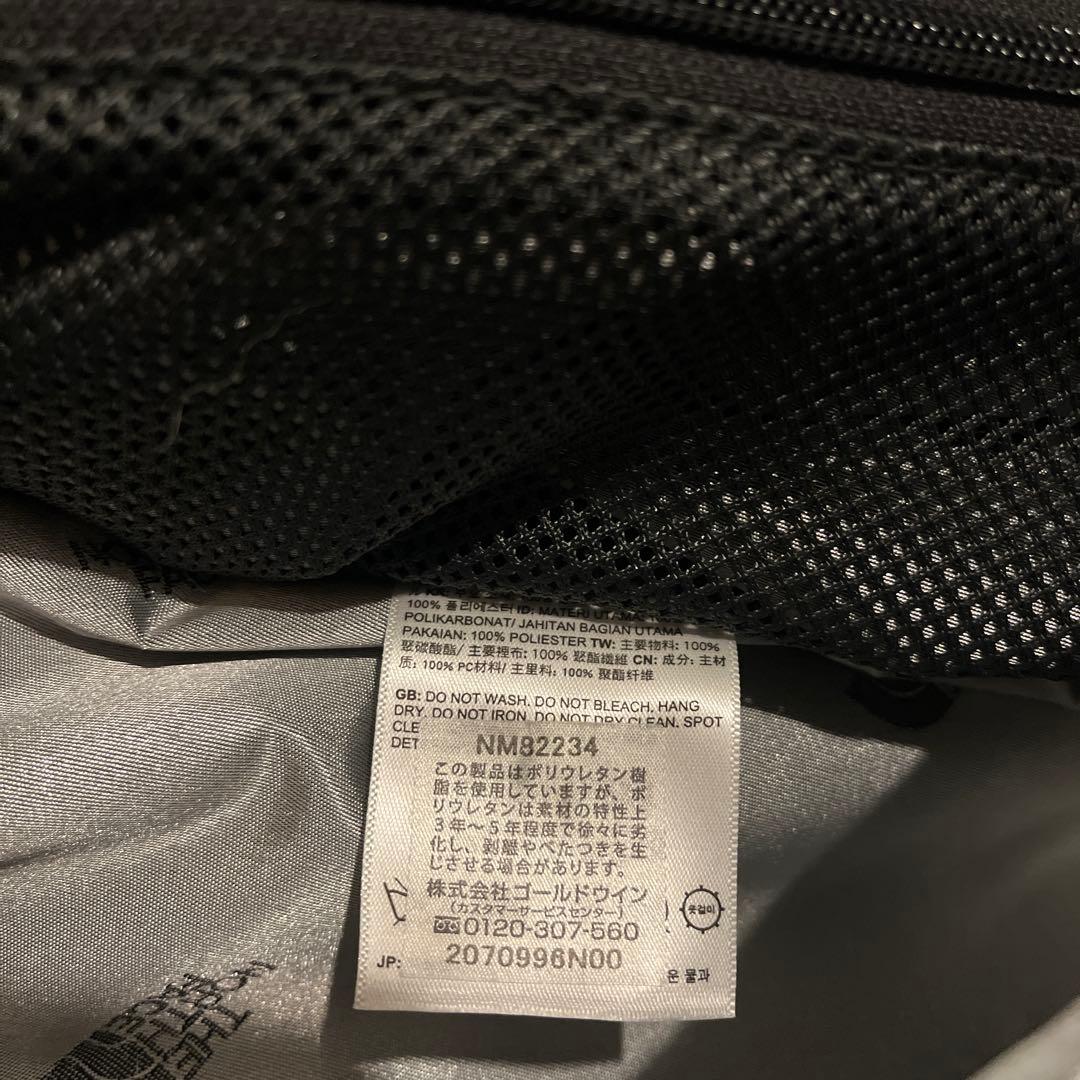 100% 폴리에스터 ID: MATERI UTAMA:
POLIKARBONAT/ JAHITAN BAGIAN UTAMA
PAKAIAN: 100% POLIESTER TW: 主要物料: 100%
聚碳酸酯/ 主要裡布: 100% 聚酯纖維 CN: 成分: 主材
质: 100% PC材料/ 主里料: 100% 聚酯纤维
GB: DO NOT WASH. DO NOT BLEACH. HANG
DRY. DO NOT IRON. DO NOT DRY CLEAN. SPOT
CLE
DET
NM82234
この製品はポリウレタン樹
脂を使用していますが、ポ
リウレタンは素材の特性上
3年〜5年程度で徐々に劣
化し、剥離やべたつきを生
じさせる場合があります。
株式会社ゴールドウイン
(カスタマーサービスセンター)
0120-307-560
2070996N00
JP:
옷걸이
운 물과
THE
NORTH
FACE